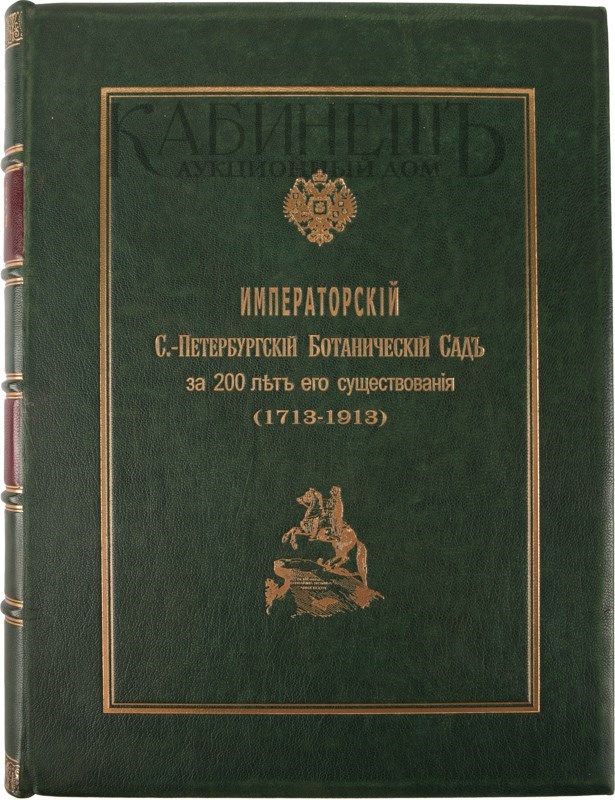 КАБИНЕТЪ
АУКЦИОННЫЙ ДОМ
ИМПЕРАТОРСКІЙ
С.-ПЕТЕРБУРГСКІЙ БОТАНИЧЕСКІЙ САДЪ
за 200 лѣтъ его существованія
(1713-1913)